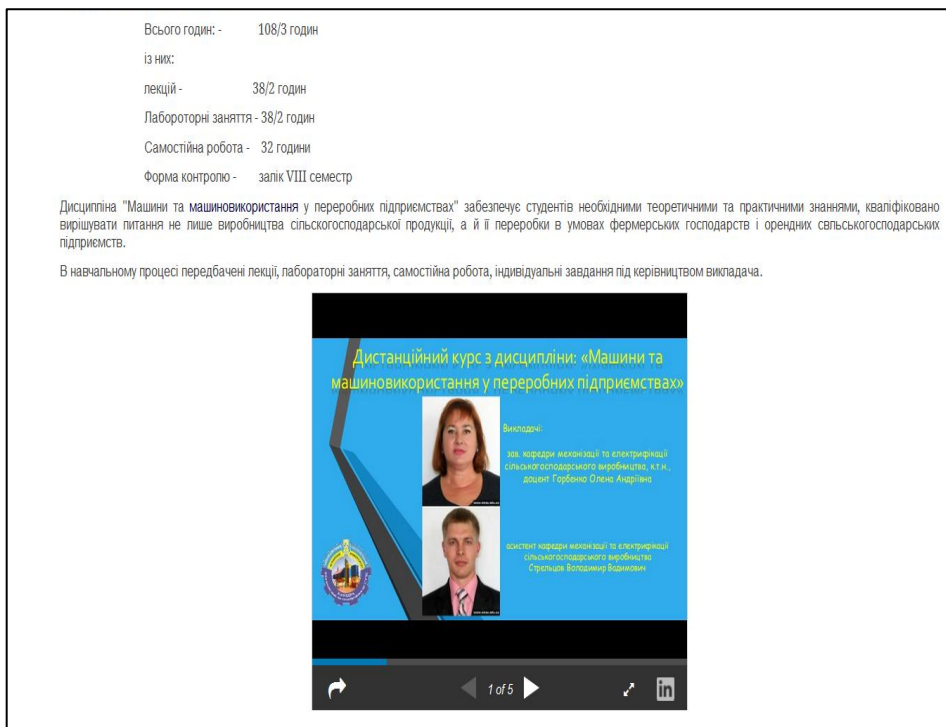 Всього годин: - 108/3 годин
із них:
лекцій - 38/2 годин
Лабороторні заняття - 38/2 годин
Самостійна робота - 32 години
Форма контролю - залік VIII семестр
Дисципліна "Машини та машиновикористання у переробних підприємствах" забезпечує студентів необхідними теоретичними та практичними знаннями, кваліфіковано
вирішувати питання не лише виробництва сільскогосподарської продукції, а й її переробки в умовах фермерських господарств і орендних свльськогосподарських
підприємств.
В навчальному процесі передбачені лекції, лабораторні заняття, самостійна робота, індивідуальні завдання під керівництвом викладача.
Дистанційний курс з дисципліни: «Машини та
машиновикористання у переробних підприємствах»
Викладачі:
зав. кафедри механізації та електрифікації
сільськогосподарського виробництва, к.т.н.,
доцент Горбенко Олена Андріївна
асистент кафедри механізації та електрифікації
сільськогосподарського виробництва
Стрельцов Володимир Вадимович
1 of 5
in